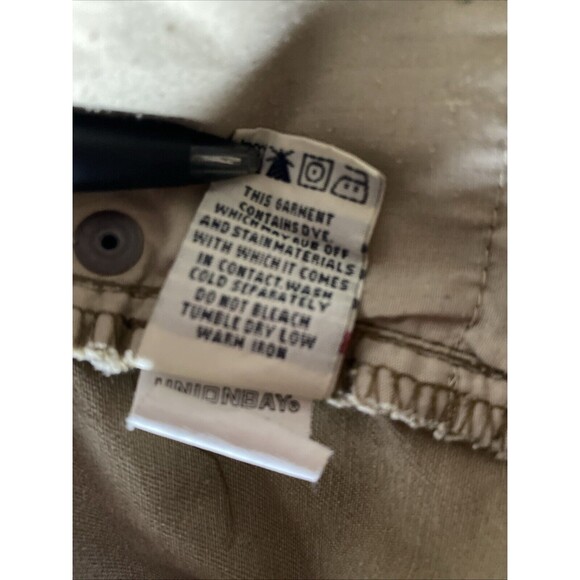 THIS GARMENT
CONTAINS DYE,
WHICH MAY RUB OFF
AND STAIN MATERIALS
WITH WHICH IT COMES
IN CONTACT. WASH
COLD SEPARATELY
DO NOT BLEACH
TUMBLE DRY LOW
WARM IRON
UNIONBAY®